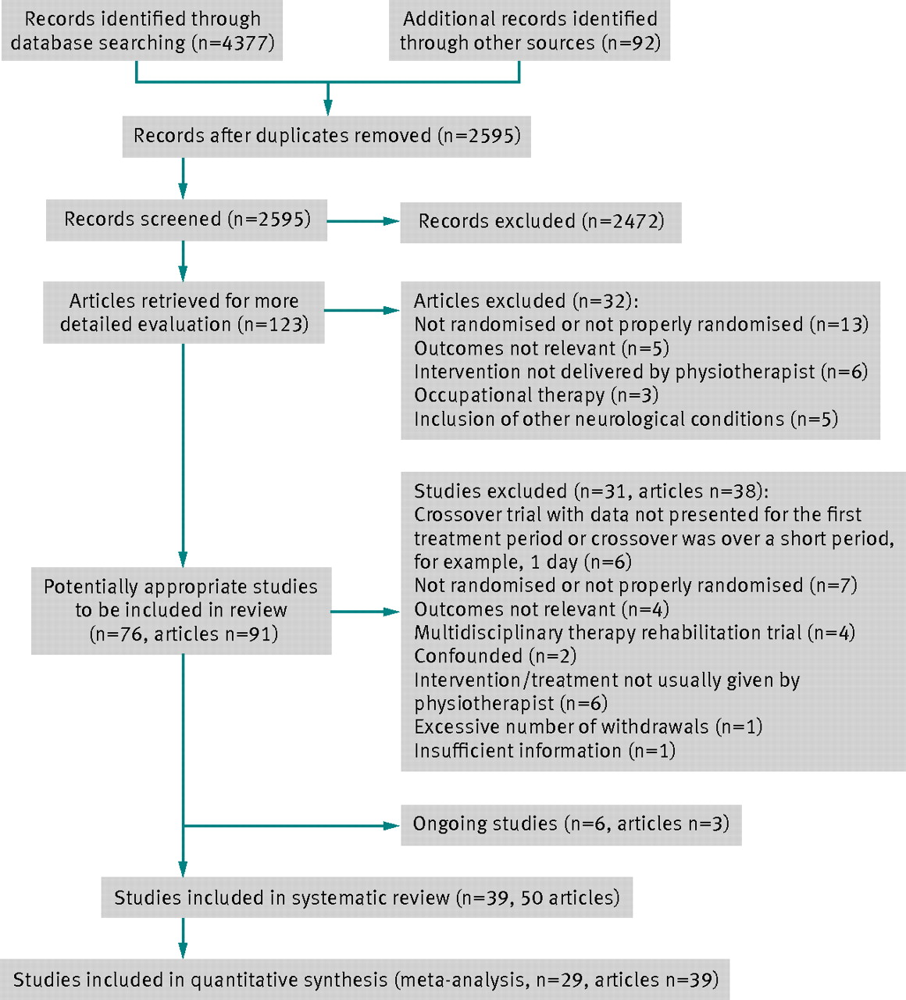 Records identified through
database searching (n=4377)
Additional records identified
through other sources (n=92)
Records after duplicates removed (n=2595)
Records screened (n=2595)
Records excluded (n=2472)
Articles retrieved for more
detailed evaluation (n=123)
Articles excluded (n=32):
Not randomised or not properly randomised (n=13)
Outcomes not relevant (n=5)
Intervention not delivered by physiotherapist (n=6)
Occupational therapy (n=3)
Inclusion of other neurological conditions (n=5)
Potentially appropriate studies
to be included in review
(n=76, articles n=91)
Studies excluded (n=31, articles n=38):
Crossover trial with data not presented for the first
treatment period or crossover was over a short period,
for example, 1 day (n=6)
Not randomised or not properly randomised (n=7)
Outcomes not relevant (n=4)
Multidisciplinary therapy rehabilitation trial (n=4)
Confounded (n=2)
Intervention/treatment not usually given by
physiotherapist (n=6)
Excessive number of withdrawals (n=1)
Insufficient information (n=1)
Ongoing studies (n=6, articles n=3)
Studies included in systematic review (n=39, 50 articles)
Studies included in quantitative synthesis (meta-analysis, n=29, articles n=39)